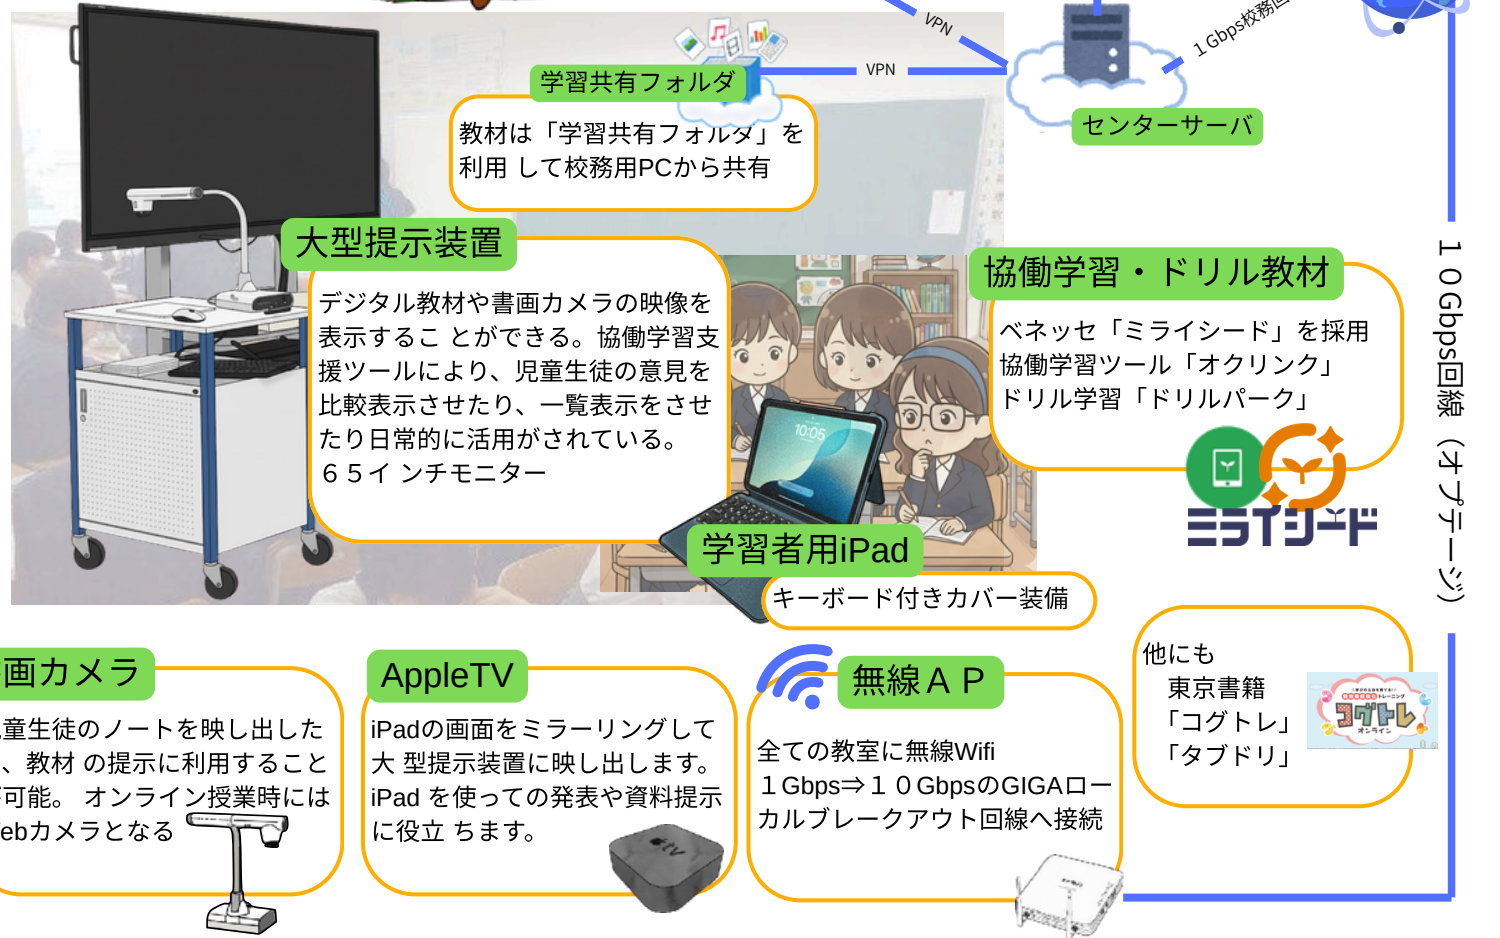 VPN
１Gbps校務回
学習共有フォルダ
VPN
センターサーバ
教材は「学習共有フォルダ」を
利用 して校務用PCから共有
大型提示装置
デジタル教材や書画カメラの映像を
表示するこ とができる。協働学習支
援ツールにより、児童生徒の意見を
比較表示させたり、一覧表示をさせ
たり日常的に活用がされている。
６５イ ンチモニター
協働学習・ドリル教材
ベネッセ「ミライシード」を採用
協働学習ツール「オクリンク」
ドリル学習「ドリルパーク」
ミライシード
１０Gbps回線（オプテージ）
10:05
学習者用iPad
キーボード付きカバー装備
画カメラ
童生徒のノートを映し出した
、教材 の提示に利用すること
可能。 オンライン授業時には
ebカメラとなる
AppleTV
iPadの画面をミラーリングして
大 型提示装置に映し出します。
iPad を使っての発表や資料提示
に役立 ちます。
tv
無線ＡＰ
全ての教室に無線Wifi
１Gbps⇒１０GbpsのGIGAロー
カルブレークアウト回線へ接続
他にも
東京書籍
「コグトレ」
「タブドリ」
コグトレ
オンライン